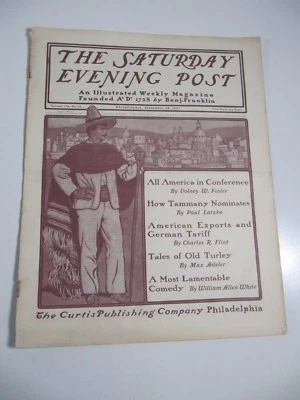 THE SATURDAY
EVENING POST
An Illustrated Weekly Magazine
Founded A° D! 1728 by Benj. Franklin
All America in Conference
By Volney W. Foster
How Tammany Nominates
By Paul Latzke
American Exports and
German Tariff
By Charles R. Flint
Tales of Old Turley
By Max Adeler
A Most Lamentable
Comedy By William Allen White
The Curtis Publishing Company Philadelphia